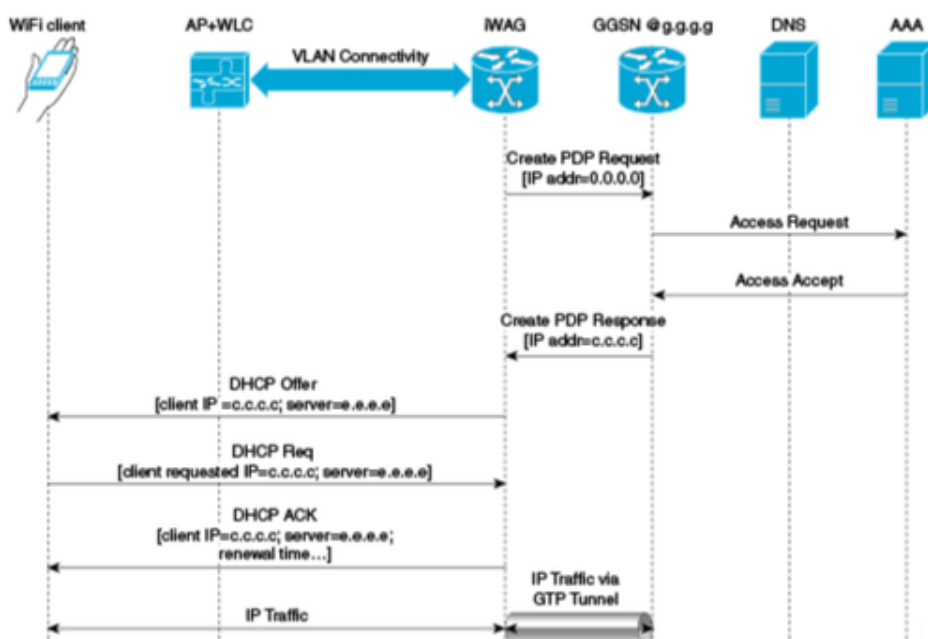 WiFi client
AP+WLC
iWAG
GGSN @g.g.g.g
DNS
AAA
VLAN Connectivity
Create PDP Request
[IP addr=0.0.0.0]
Access Request
Access Accept
Create PDP Response
[IP addr=c.c.c.c]
DHCP Offer
[client IP =c.c.c.c; server=e.e.e.e]
DHCP Req
[client requested IP=c.c.c.c; server=e.e.e.e]
DHCP ACK
[client IP=c.c.c.c; server=e.e.e.e;
renewal time...]
IP Traffic via
GTP Tunnel
IP Traffic